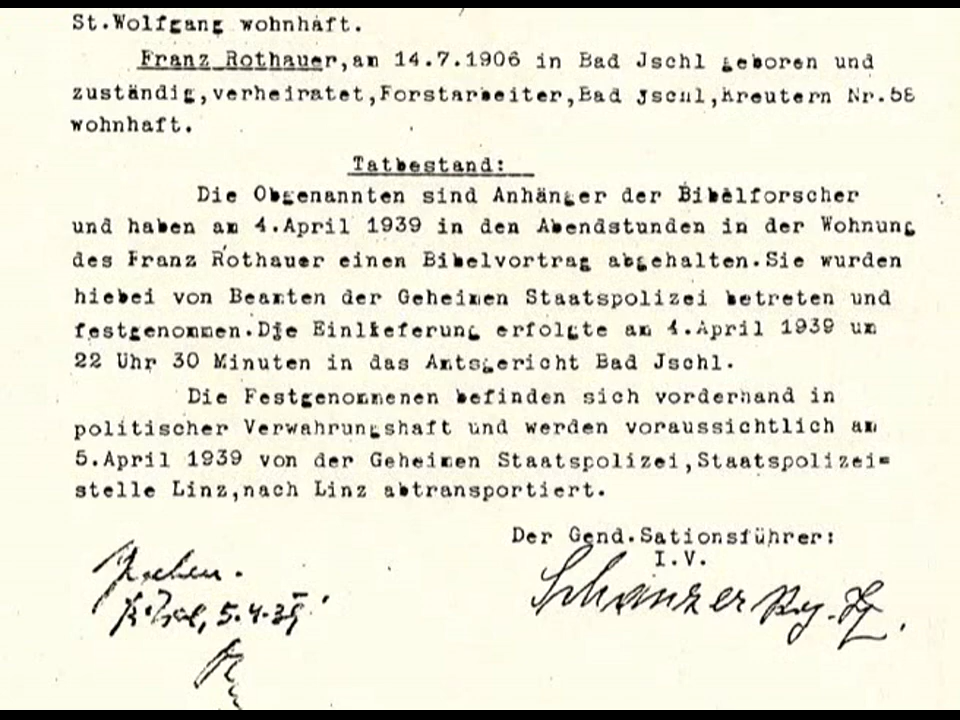 St.Wolfgang wohnhaft.
Franz Rothauer,am 14.7.1906 in Bad Jschl geboren und
zuständig,verheiratet,Forstarbeiter,Bad Jschl,Kreutern Nr.58
wohnhaft.
Tatbestand:
Die Obgenannten sind Anhänger der Bibelforscher
und haben am 4.April 1939 in den Abendstunden in der Wohnung
des Franz Rothauer einen Bibelvortrag abgehalten.Sie wurden
hiebei von Beamten der Geheimen Staatspolizei betreten und
festgenommen.Die Einlieferung erfolgte am 4.April 1939 um
22 Uhr 30 Minuten in das Amtsgericht Bad Jschl.
Die Festgenommenen befinden sich vorderhand in
politischer Verwahrungshaft und werden voraussichtlich am
5.April 1939 von der Geheimen Staatspolizei,Staatspolizei=
stelle Linz,nach Linz abtransportiert.
Der Gend.Sationsführer:
I.V.
5.4.39